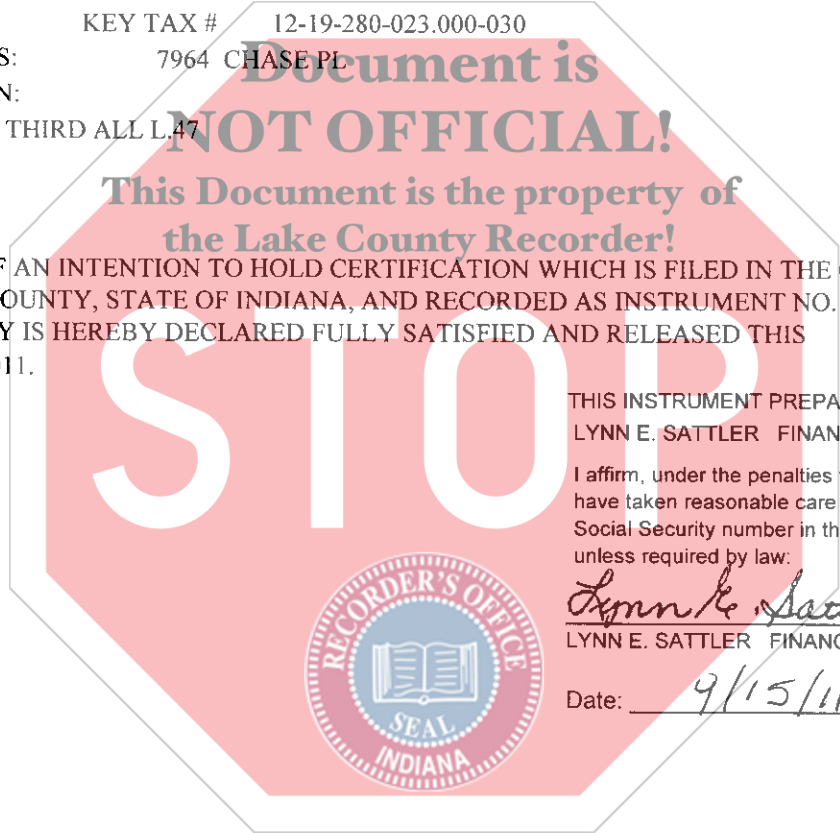 KEY TAX # 12-19-280-023.000-030
S: 7964 CHASE PL
N:
THIRD ALL L.47
Document is
NOT OFFICIAL!
This Document is the property of
the Lake County Recorder!
F AN INTENTION TO HOLD CERTIFICATION WHICH IS FILED IN THE
OUNTY, STATE OF INDIANA, AND RECORDED AS INSTRUMENT NO.
Y IS HEREBY DECLARED FULLY SATISFIED AND RELEASED THIS
011.
STOP
THIS INSTRUMENT PREPA
LYNN E. SATTLER FINAN
I affirm, under the penalties
have taken reasonable care
Social Security number in th
unless required by law:
Lynn E. Satt
LYNN E. SATTLER FINANC
Date: 9/15/11
RECORDER'S OFFICE
SEAL
INDIANA